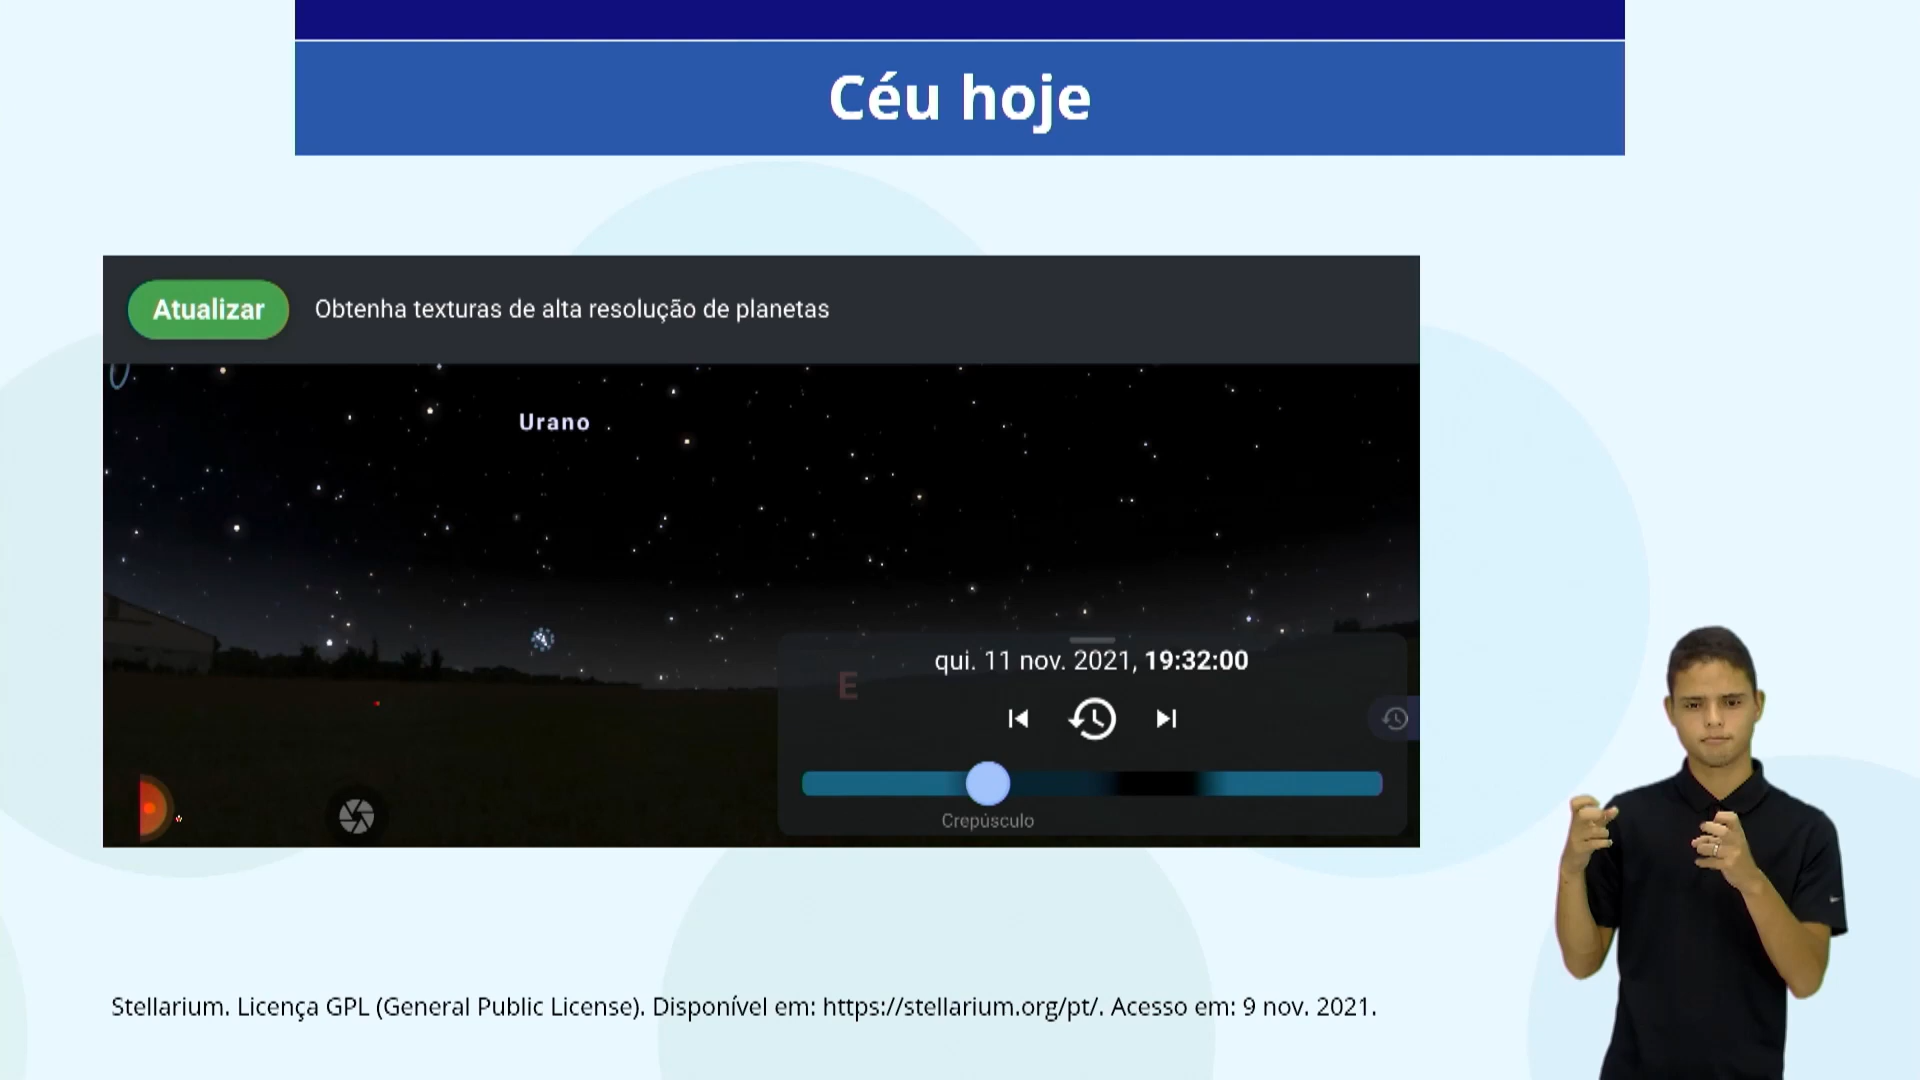 Céu hoje
Atualizar Obtenha texturas de alta resolução de planetas
Urano
E
qui. 11 nov. 2021, 19:32:00
Crepúsculo
Stellarium. Licença GPL (General Public License). Disponível em: https://stellarium.org/pt/. Acesso em: 9 nov. 2021.